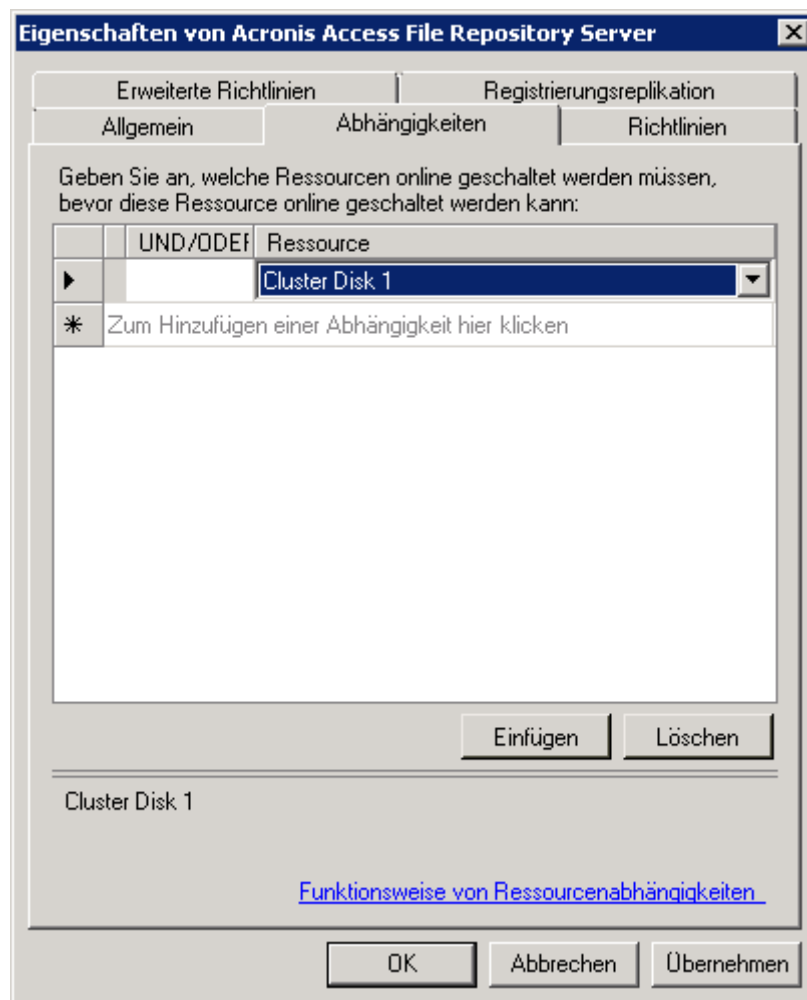 Eigenschaften von Acronis Access File Repository Server
Erweiterte Richtlinien
Registrierungsreplikation
Allgemein
Abhängigkeiten
Richtlinien
Geben Sie an, welche Ressourcen online geschaltet werden müssen,
bevor diese Ressource online geschaltet werden kann:
UND/ODER Ressource
Cluster Disk 1
Zum Hinzufügen einer Abhängigkeit hier klicken
Einfügen
Löschen
Cluster Disk 1
Funktionsweise von Ressourcenabhängigkeiten
OK
Abbrechen
Übernehmen